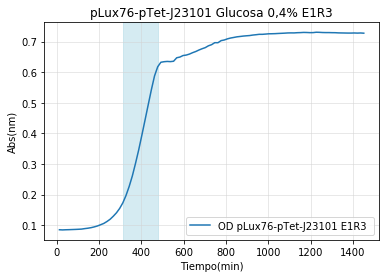 pLux76-pTet-J23101 Glucosa 0,4% E1R3
0.7
0.6
0.5
0.4
0.3
0.2
0.1
Abs(nm)
OD pLux76-pTet-J23101 E1R3
0 200 400 600 800 1000 1200 1400
Tiempo(min)